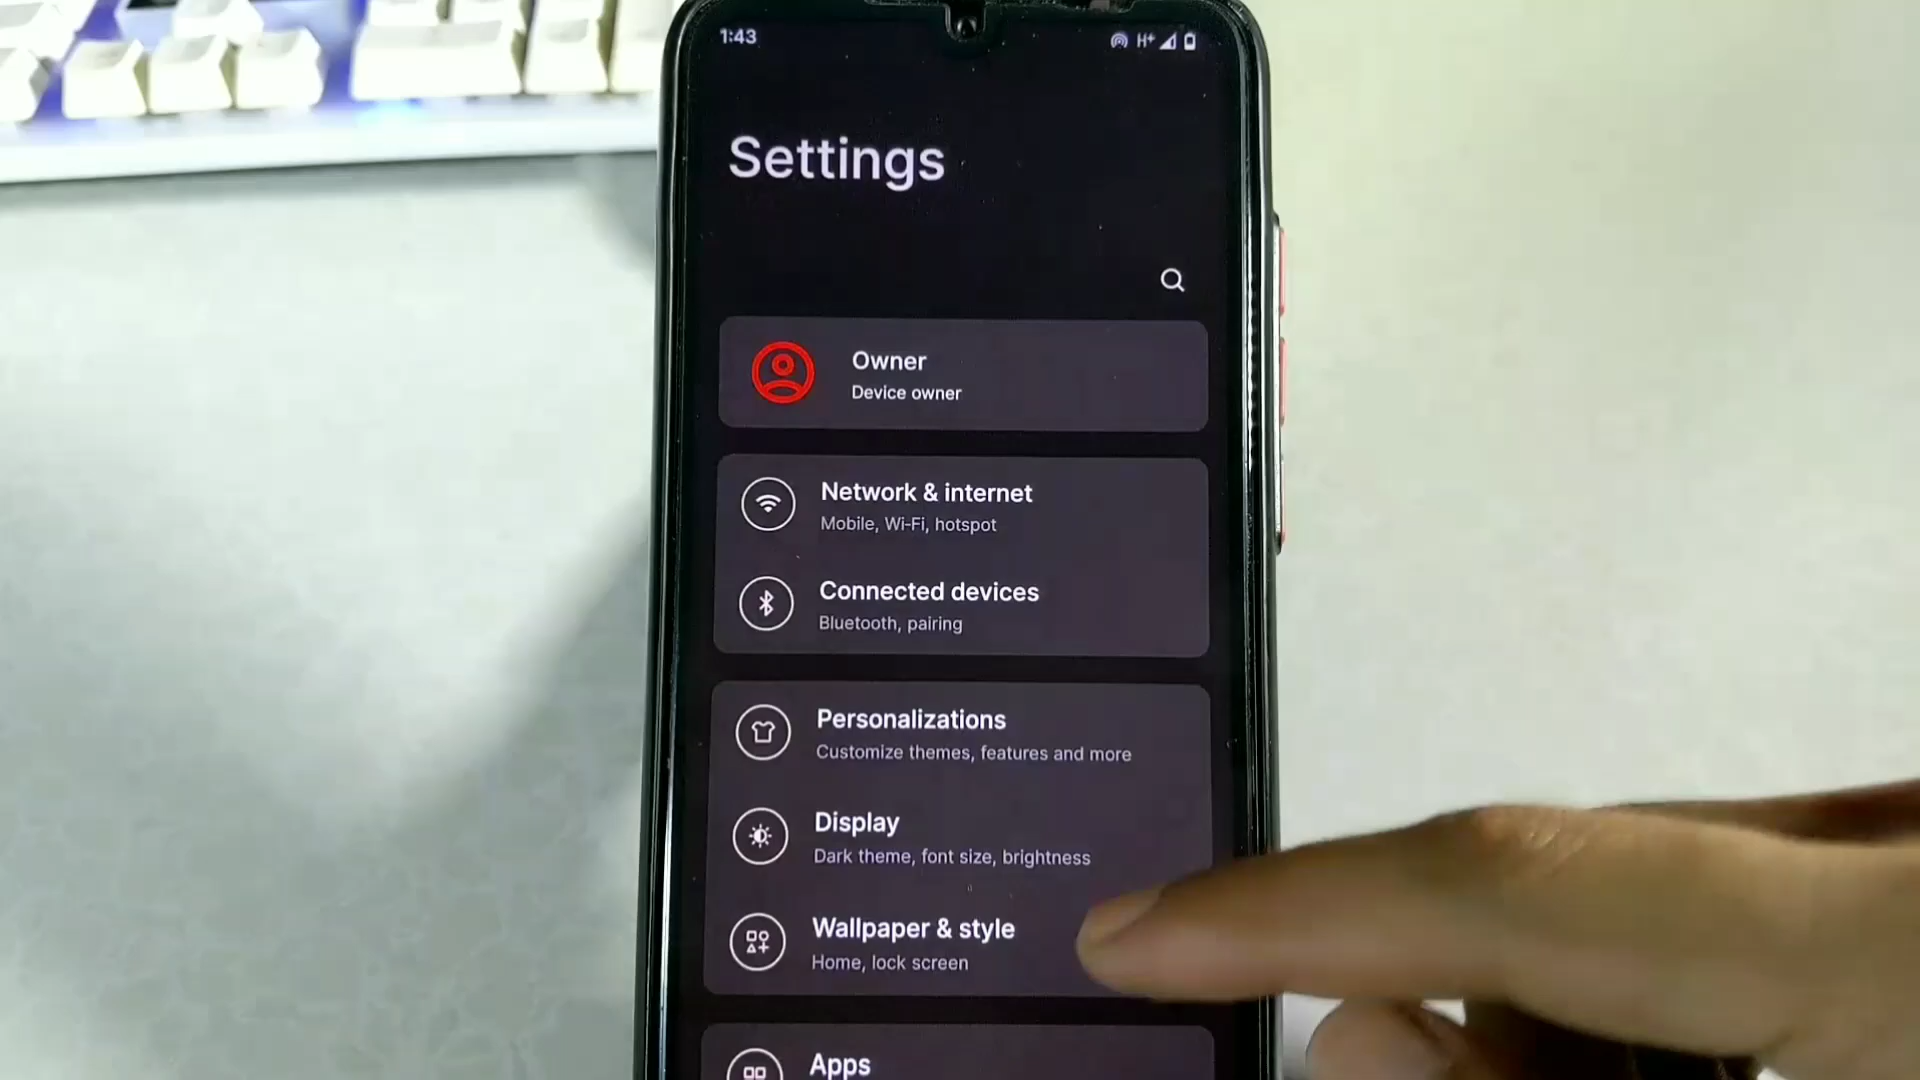 1:43
H+
Settings
Owner
Device owner
Network & internet
Mobile, Wi-Fi, hotspot
Connected devices
Bluetooth, pairing
Personalizations
Customize themes, features and more
Display
Dark theme, font size, brightness
Wallpaper & style
Home, lock screen
Apps